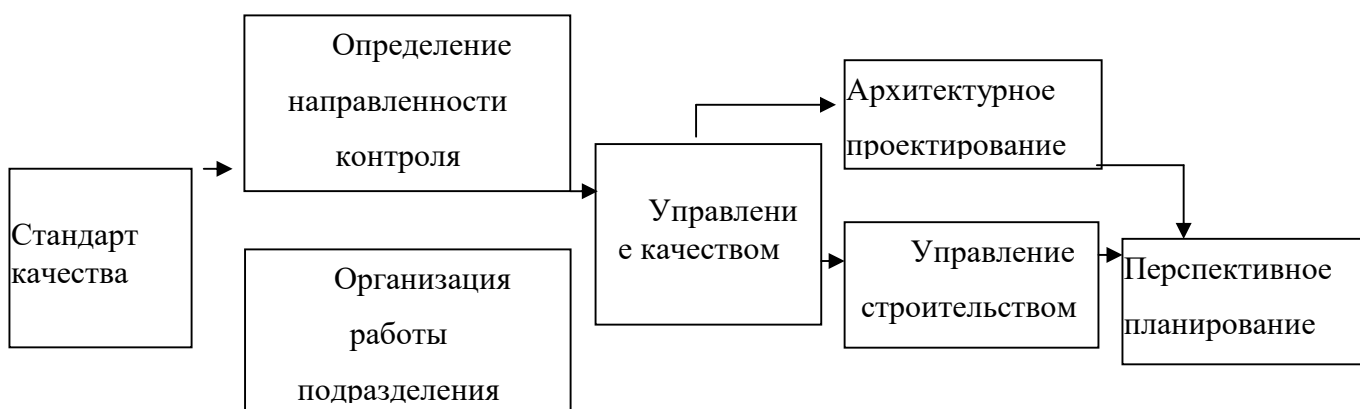 Стандарт
качества
Определение
направленности
контроля
Организация
работы
подразделения
Управлени
е качеством
Архитектурное
проектирование
Управление
строительством
Перспективное
планирование